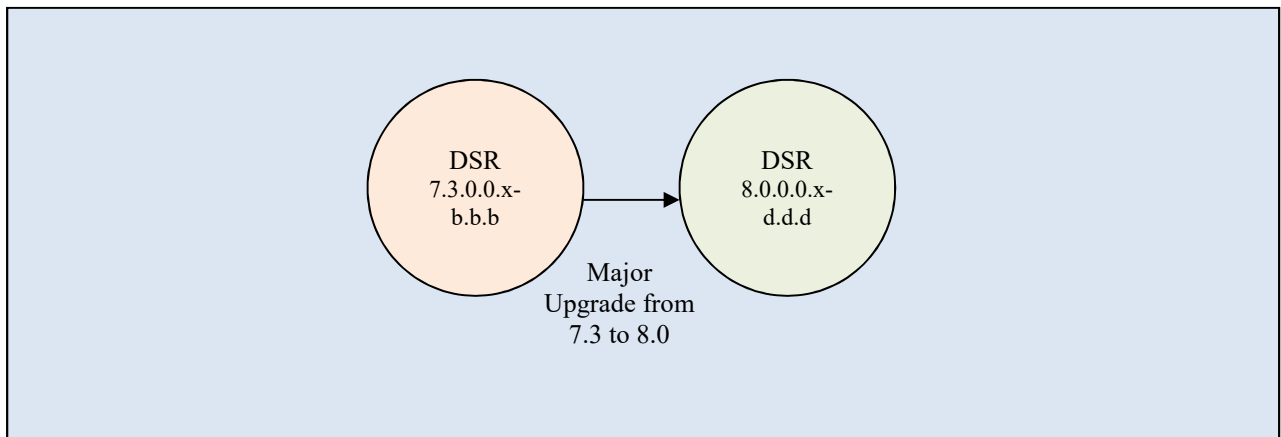 DSR
7.3.0.0.x-
b.b.b
DSR
8.0.0.0.x-
d.d.d
Major
Upgrade from
7.3 to 8.0